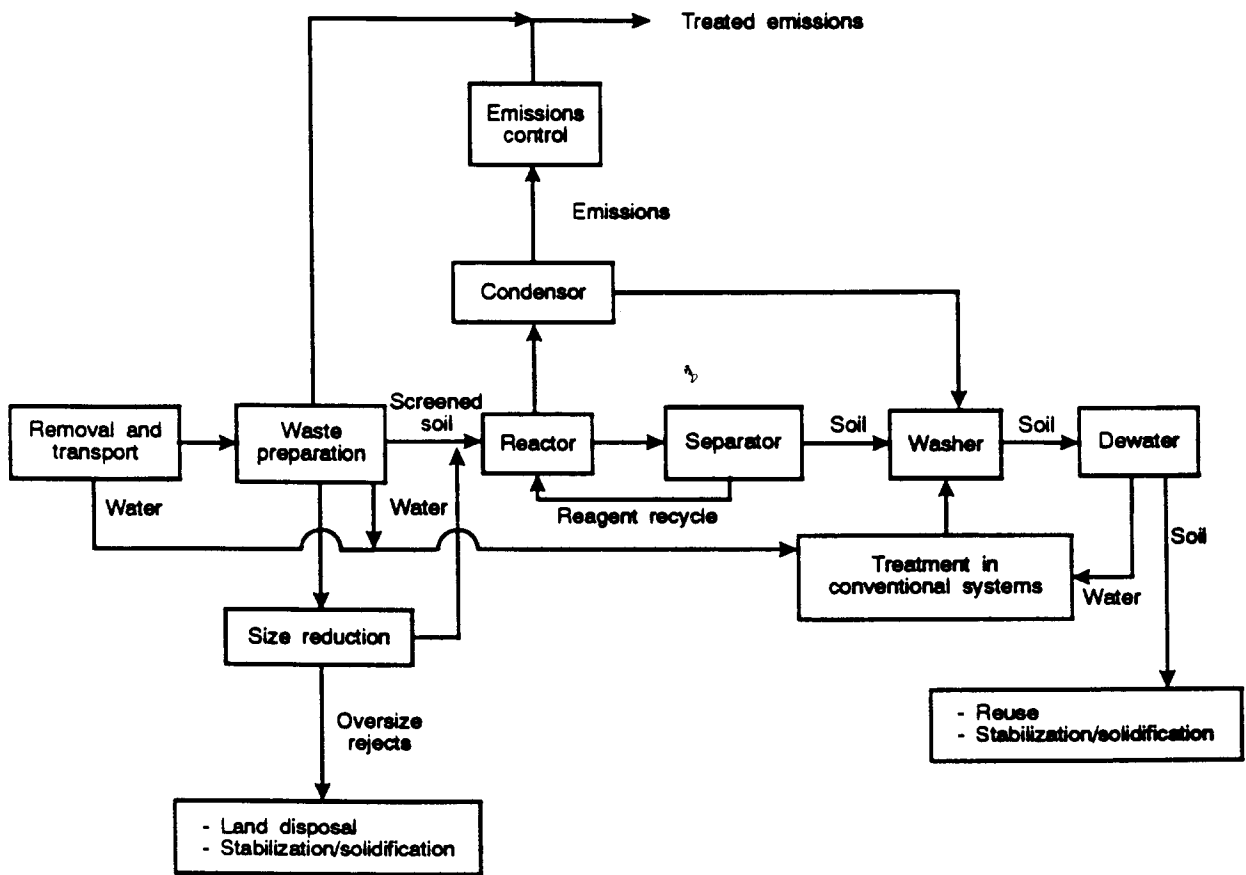 Treated emissions
Emissions
control
Emissions
Condensor
Removal and
transport
Waste
preparation
Screened
soil
Reactor
Separator
Soil
Washer
Soil
Dewater
Water
Water
Reagent recycle
Treatment in
conventional systems
Water
Soil
Size reduction
Oversize
rejects
- Reuse
- Stabilization/solidification
- Land disposal
- Stabilization/solidification